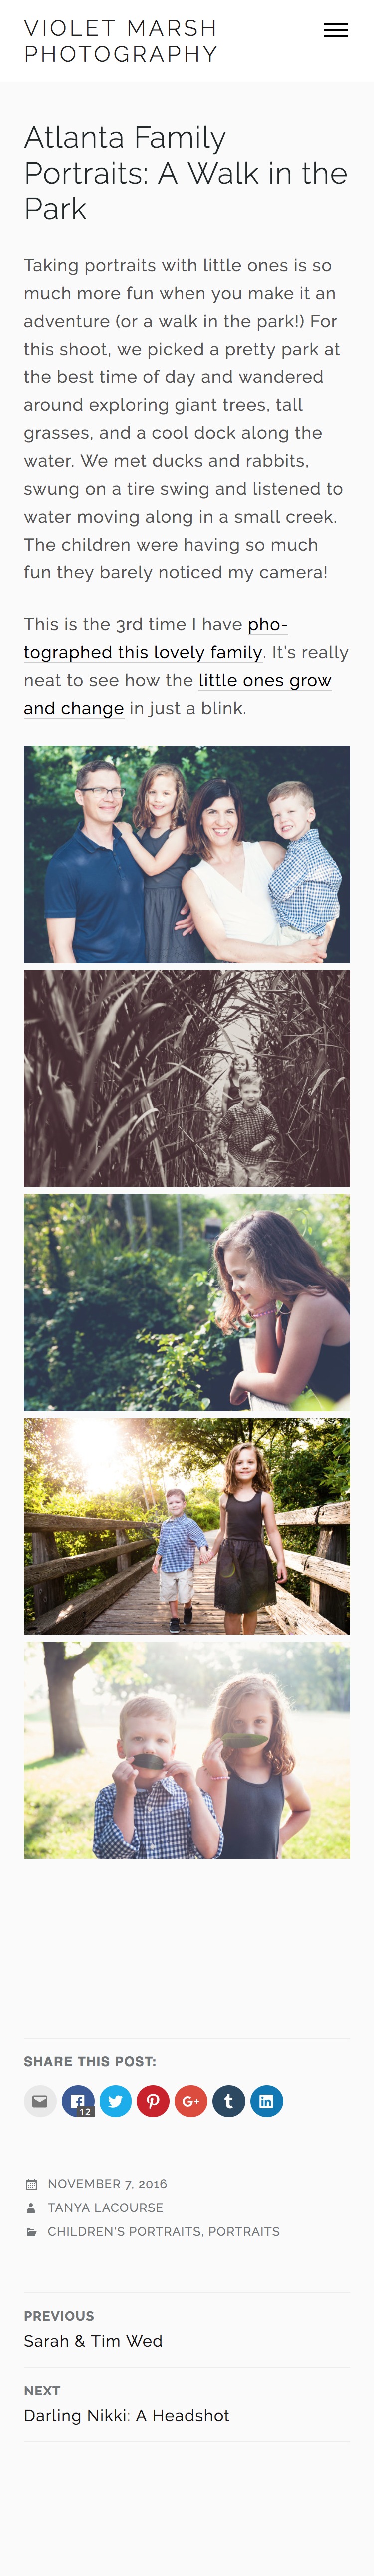 VIOLET MARSH
PHOTOGRAPHY
Atlanta Family
Portraits: A Walk in the
Park
Taking portraits with little ones is so
much more fun when you make it an
adventure (or a walk in the park!) For
this shoot, we picked a pretty park at
the best time of day and wandered
around exploring giant trees, tall
grasses, and a cool dock along the
water. We met ducks and rabbits,
swung on a tire swing and listened to
water moving along in a small creek.
The children were having so much
fun they barely noticed my camera!
This is the 3rd time I have pho-
tographed this lovely family. It's really
neat to see how the little ones grow
and change in just a blink.
SHARE THIS POST:
12
G+
t
in
NOVEMBER 7, 2016
TANYA LACOURSE
CHILDREN'S PORTRAITS, PORTRAITS
PREVIOUS
Sarah & Tim Wed
NEXT
Darling Nikki: A Headshot